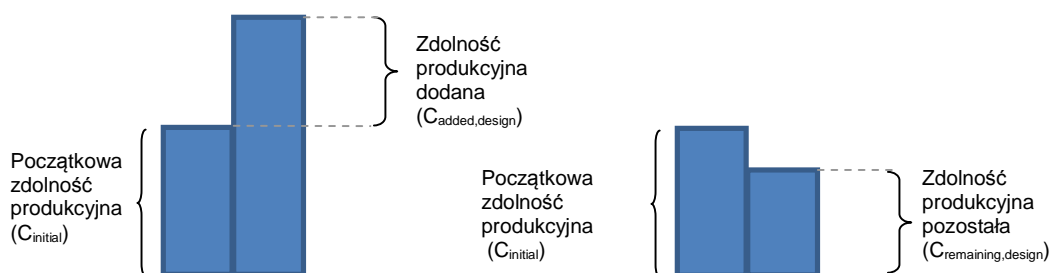 Zdolność
produkcyjna
dodana
(Cadded,design)
Początkowa
zdolność
produkcyjna
(Cinitial)
Początkowa
zdolność
produkcyjna
(Cinitial)
Zdolność
produkcyjna
pozostała
(Cremaining,design)